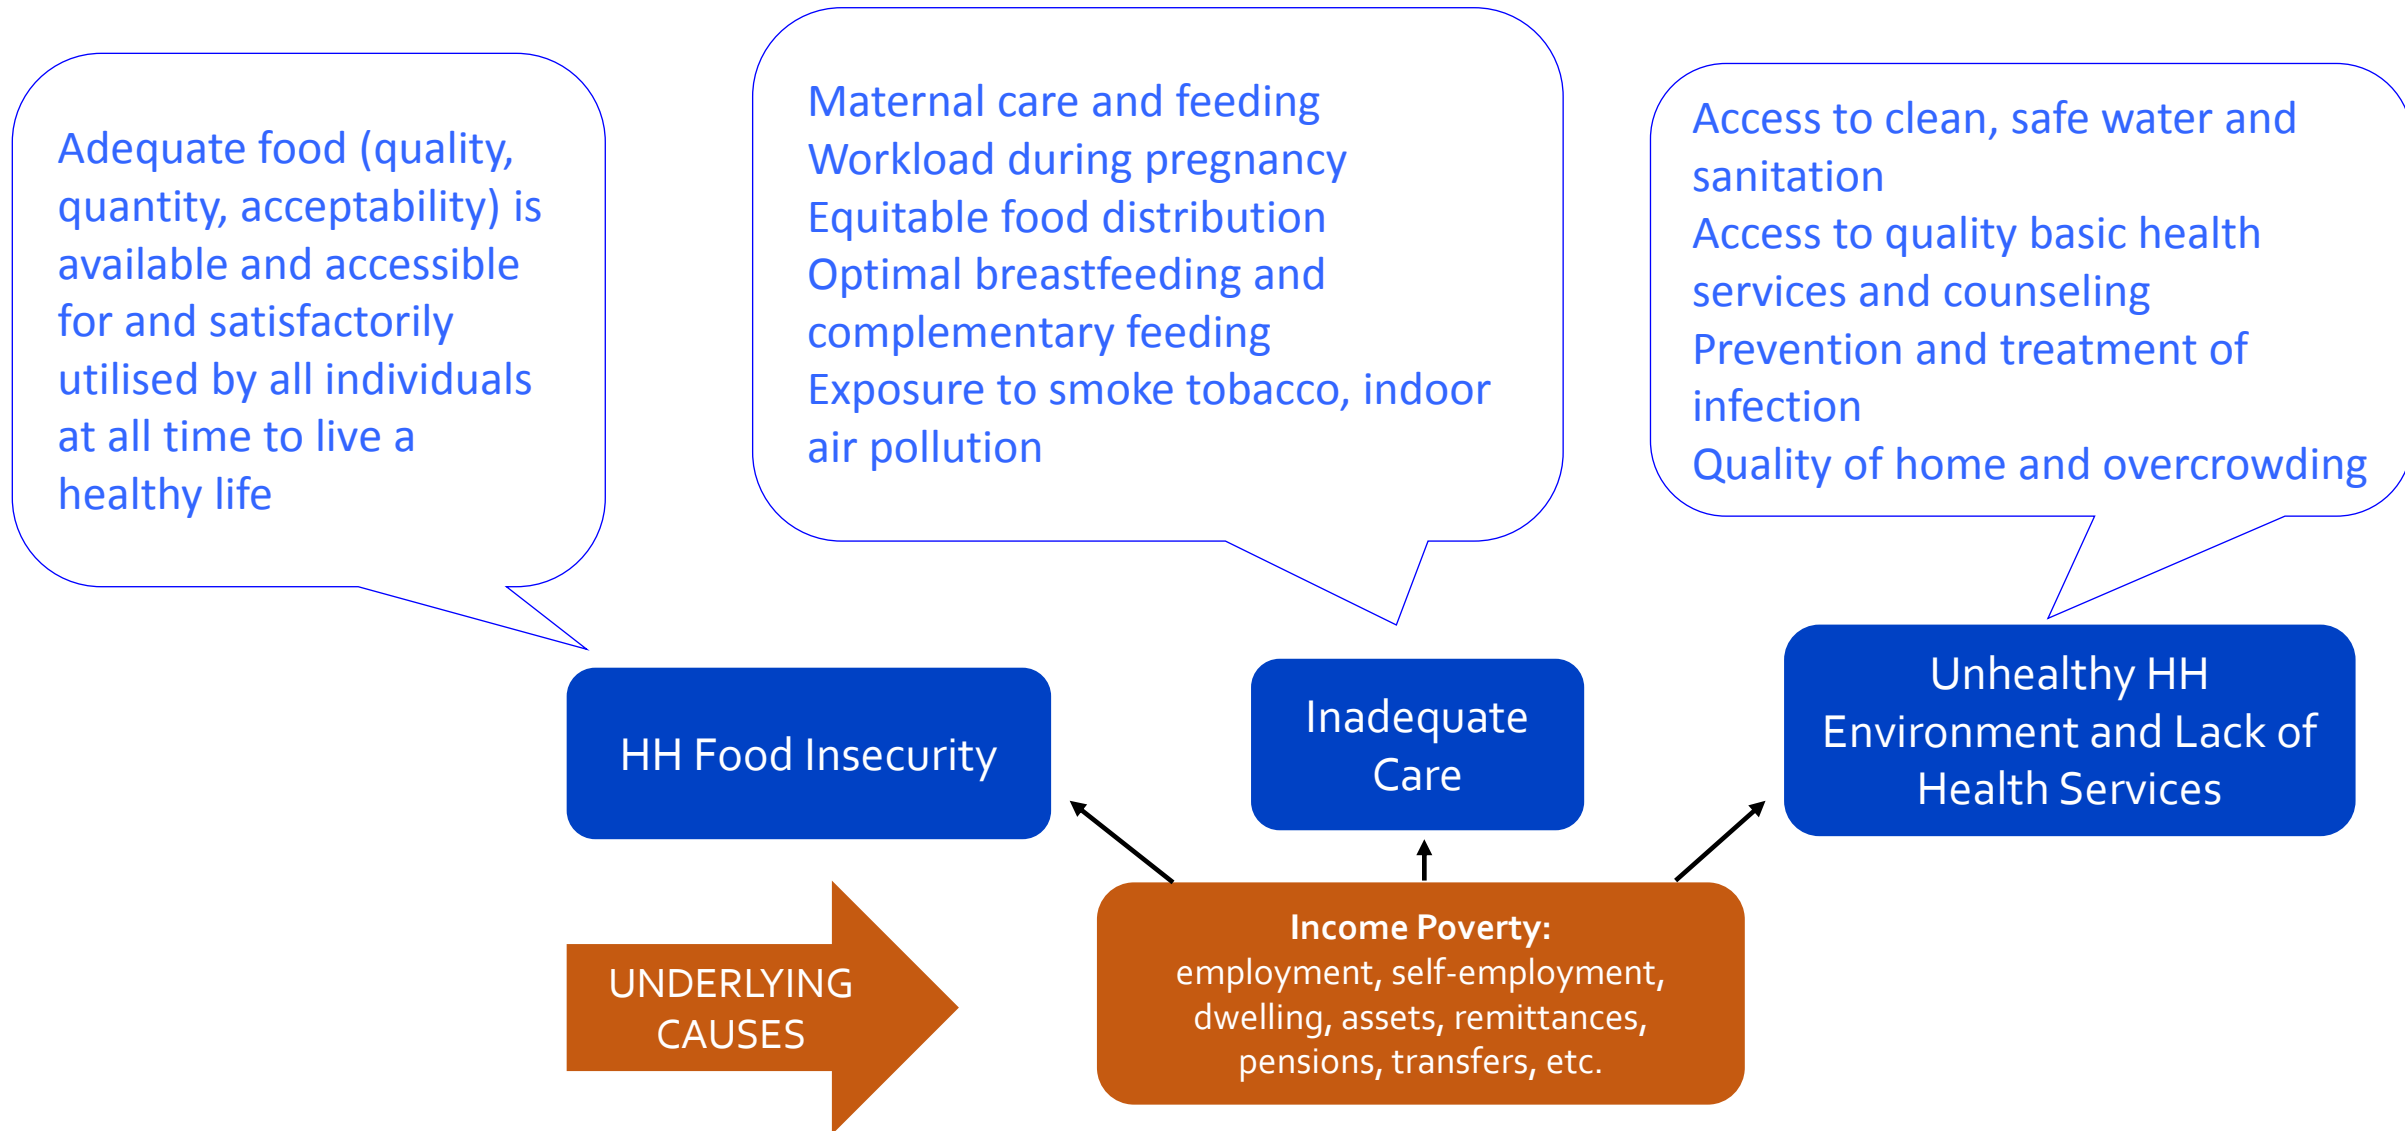 Adequate food (quality,
quantity, acceptability) is
available and accessible
for and satisfactorily
utilised by all individuals
at all time to live a
healthy life
Maternal care and feeding
Workload during pregnancy
Equitable food distribution
Optimal breastfeeding and
complementary feeding
Exposure to smoke tobacco, indoor
air pollution
Access to clean, safe water and
sanitation
Access to quality basic health
services and counseling
Prevention and treatment of
infection
Quality of home and overcrowding
HH Food Insecurity
Inadequate
Care
Unhealthy HH
Environment and Lack of
Health Services
UNDERLYING
CAUSES
Income Poverty:
employment, self-employment,
dwelling, assets, remittances,
pensions, transfers, etc.